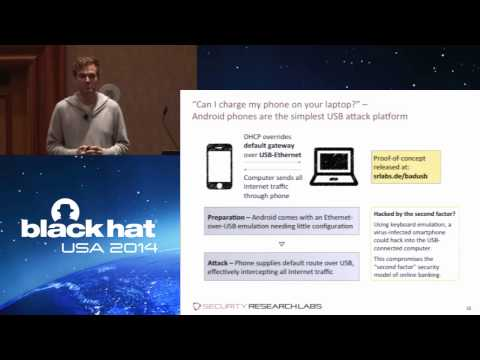 "Can I charge my phone on your laptop?" –
Android phones are the simplest USB attack platform
DHCP overrides
default gateway
over USB-Ethernet
Computer sends all
Internet traffic
through phone
Proof-of-concept
released at:
srlabs.de/badusb
Preparation – Android comes with an Ethernet-
over-USB emulation needing little configuration
Attack – Phone supplies default route over USB,
effectively intercepting all Internet traffic
Hacked by the second factor?
Using keyboard emulation, a
virus-infected smartphone
could hack into the USB-
connected computer.
This compromises the
"second factor" security
model of online banking.
black hat
USA 2014
SECURITY RESEARCH LABS